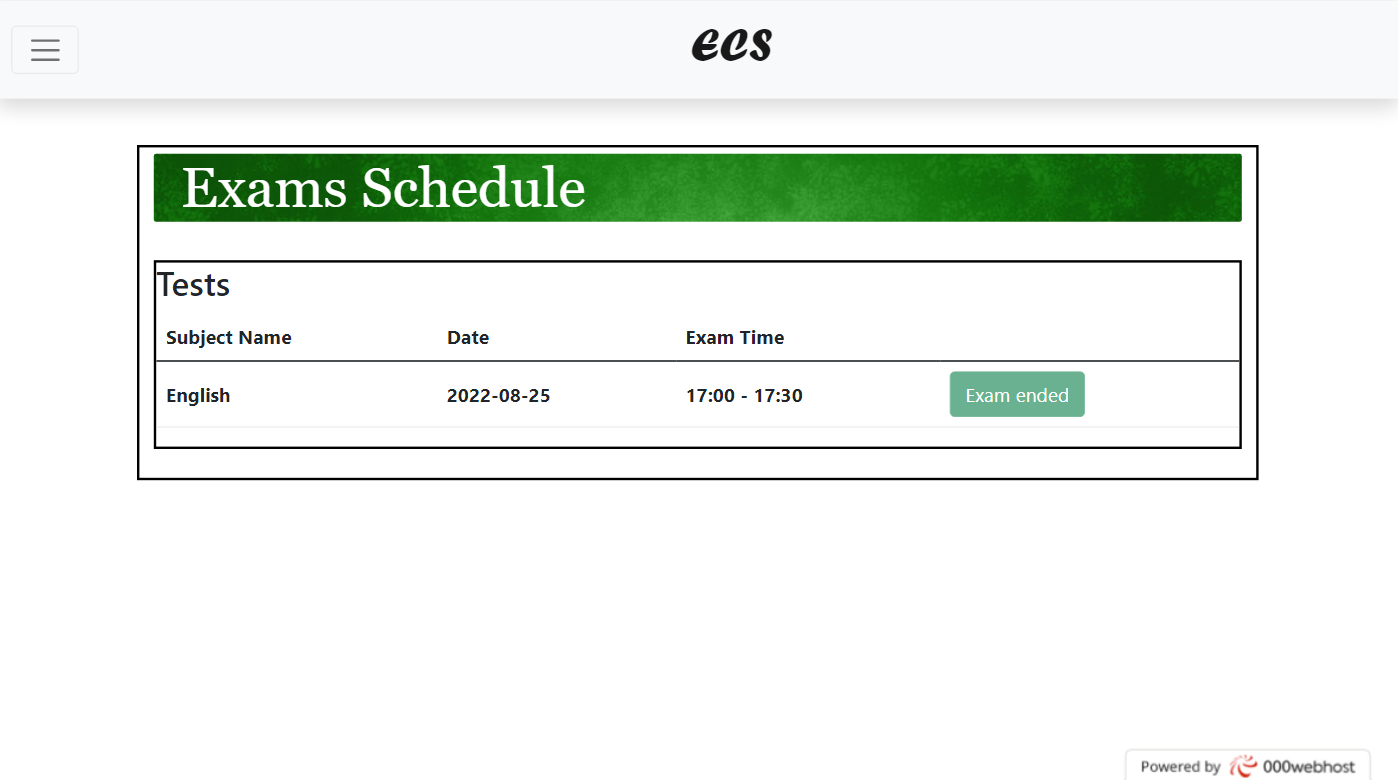 ECS
Exams Schedule
Tests
Subject Name Date Exam Time
English 2022-08-25 17:00 - 17:30 Exam ended
Powered by 000webhost